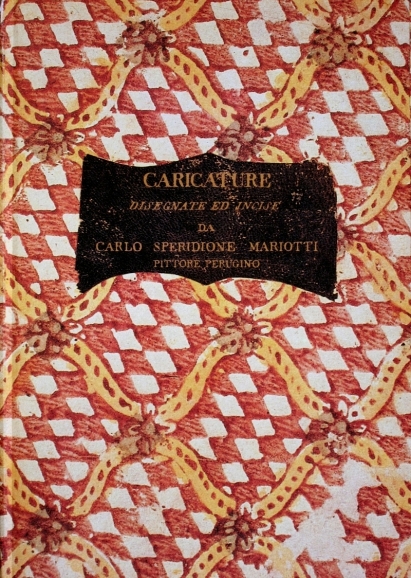 CARICATURE
DISEGNATE ED INCISE
DA
CARLO SPERIDIONE MARIOTTI
PITTORE PERUGINO